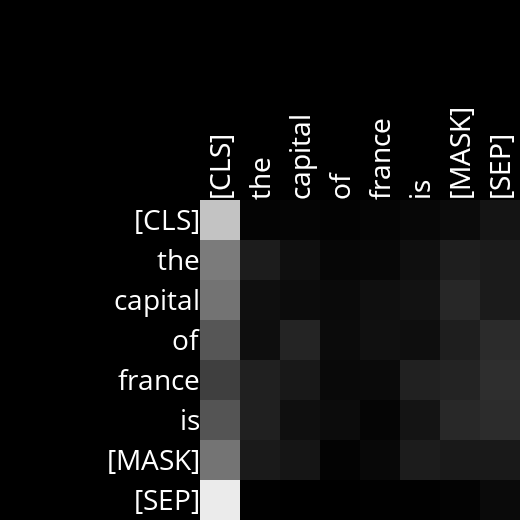 [CLS] the capital of france is [MASK] [SEP]
[CLS]
the
capital
of
france
is
[MASK]
[SEP]